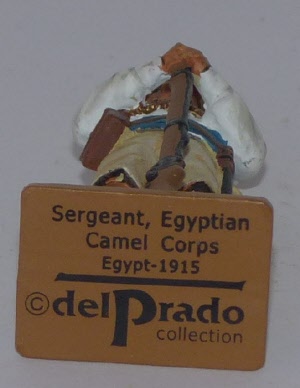 Sergeant, Egyptian
Camel Corps
Egypt-1915
©delPrado
collection